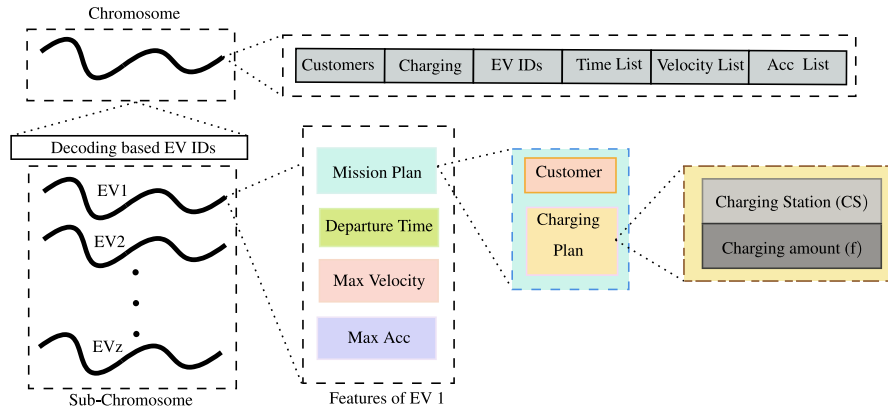 Chromosome
Customers
Charging
EV IDs
Time List
Velocity List
Acc List
Decoding based EV IDs
EV1
EV2
EVz
Sub-Chromosome
Mission Plan
Departure Time
Max Velocity
Max Acc
Features of EV 1
Customer
Charging
Plan
Charging Station (CS)
Charging amount (f)